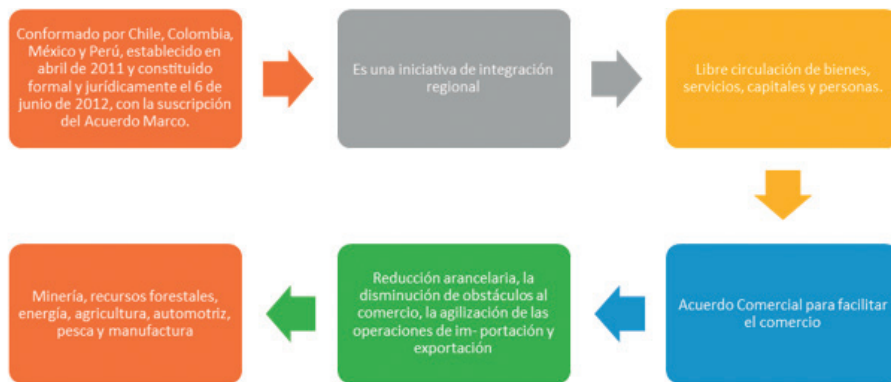 Conformado por Chile, Colombia,
México y Perú, establecido en
abril de 2011 y constituido
formal y jurídicamente el 6 de
junio de 2012, con la suscripción
del Acuerdo Marco.
Es una iniciativa de integración
regional
Libre circulación de bienes,
servicios, capitales y personas.
Acuerdo Comercial para facilitar
el comercio
Reducción arancelaria, la
disminución de obstáculos al
comercio, la agilización de las
operaciones de im- portación y
exportación
Minería, recursos forestales,
energía, agricultura, automotriz,
pesca y manufactura